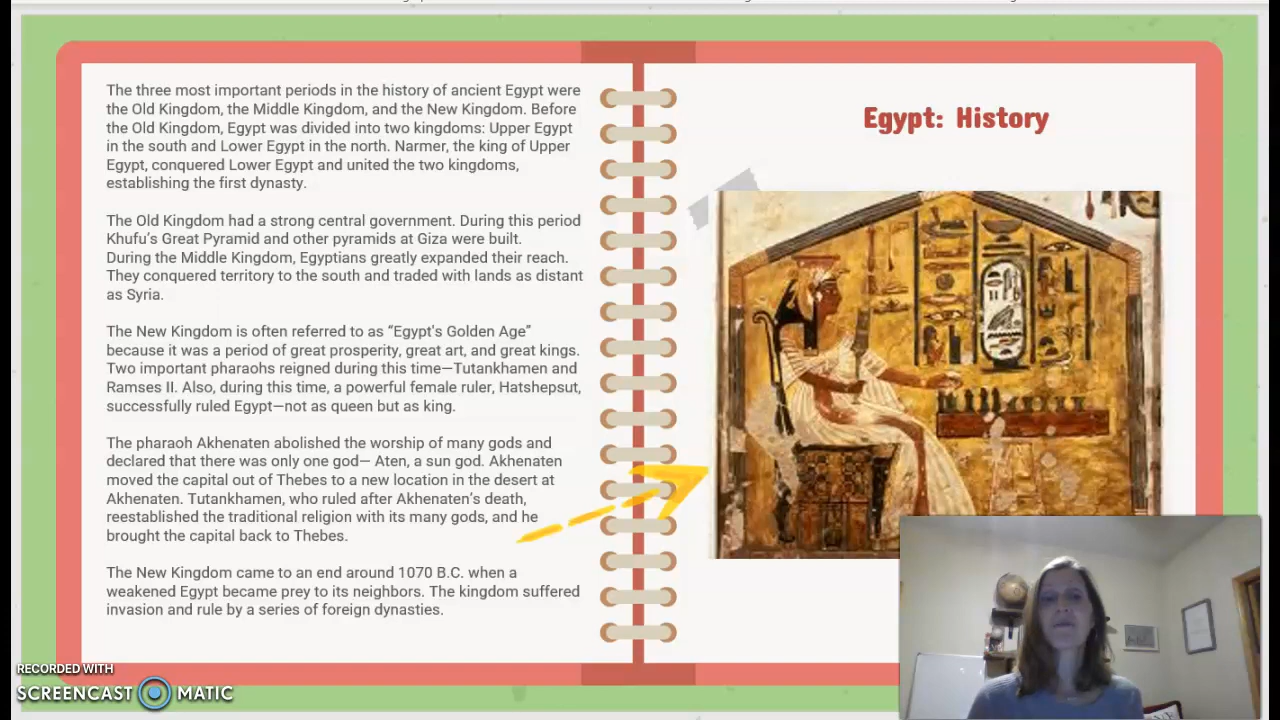 The three most important periods in the history of ancient Egypt were
the Old Kingdom, the Middle Kingdom, and the New Kingdom. Before
the Old Kingdom, Egypt was divided into two kingdoms: Upper Egypt
in the south and Lower Egypt in the north. Narmer, the king of Upper
Egypt, conquered Lower Egypt and united the two kingdoms,
establishing the first dynasty.
The Old Kingdom had a strong central government. During this period
Khufu's Great Pyramid and other pyramids at Giza were built.
During the Middle Kingdom, Egyptians greatly expanded their reach.
They conquered territory to the south and traded with lands as distant
as Syria.
The New Kingdom is often referred to as “Egypt's Golden Age”
because it was a period of great prosperity, great art, and great kings.
Two important pharaohs reigned during this time—Tutankhamen and
Ramses II. Also, during this time, a powerful female ruler, Hatshepsut,
successfully ruled Egypt—not as queen but as king.
The pharaoh Akhenaten abolished the worship of many gods and
declared that there was only one god— Aten, a sun god. Akhenaten
moved the capital out of Thebes to a new location in the desert at
Akhenaten. Tutankhamen, who ruled after Akhenaten's death,
reestablished the traditional religion with its many gods, and he
brought the capital back to Thebes.
The New Kingdom came to an end around 1070 B.C. when a
weakened Egypt became prey to its neighbors. The kingdom suffered
invasion and rule by a series of foreign dynasties.
Egypt: History
RECORDED WITH
SCREENCAST MATIC